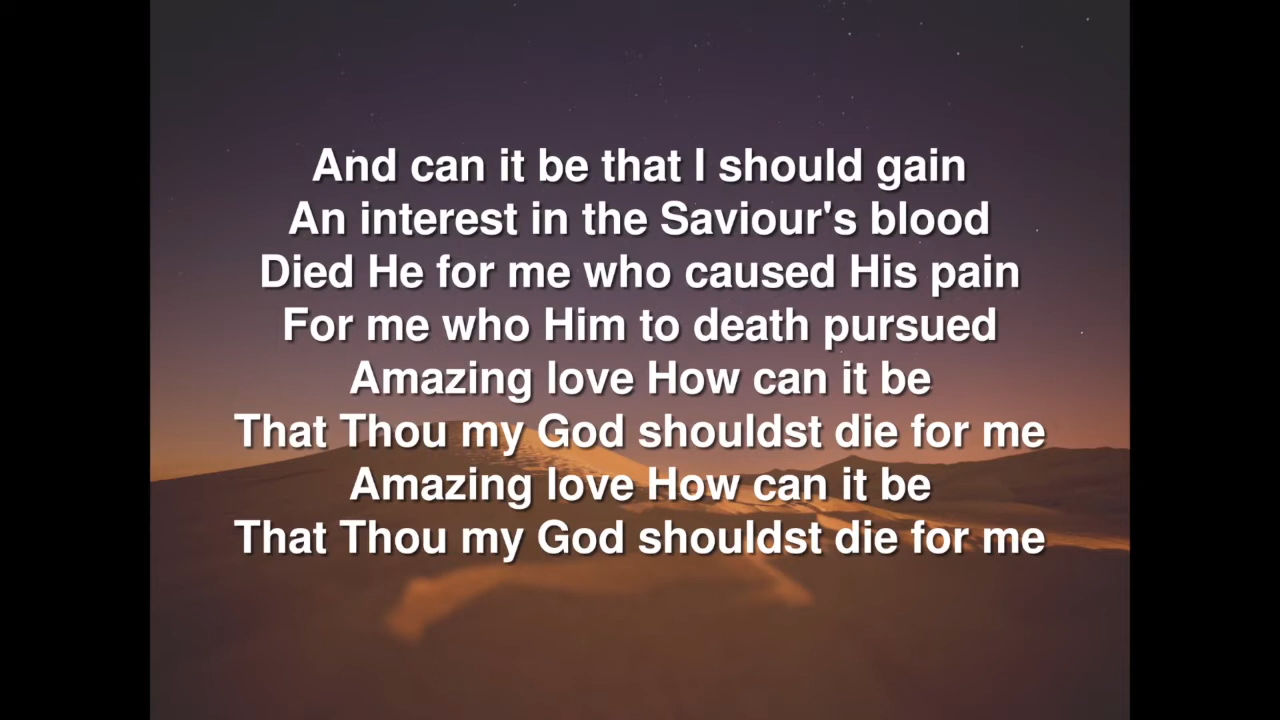 And can it be that I should gain
An interest in the Saviour's blood
Died He for me who caused His pain
For me who Him to death pursued
Amazing love How can it be
That Thou my God shouldst die for me
Amazing love How can it be
That Thou my God shouldst die for me